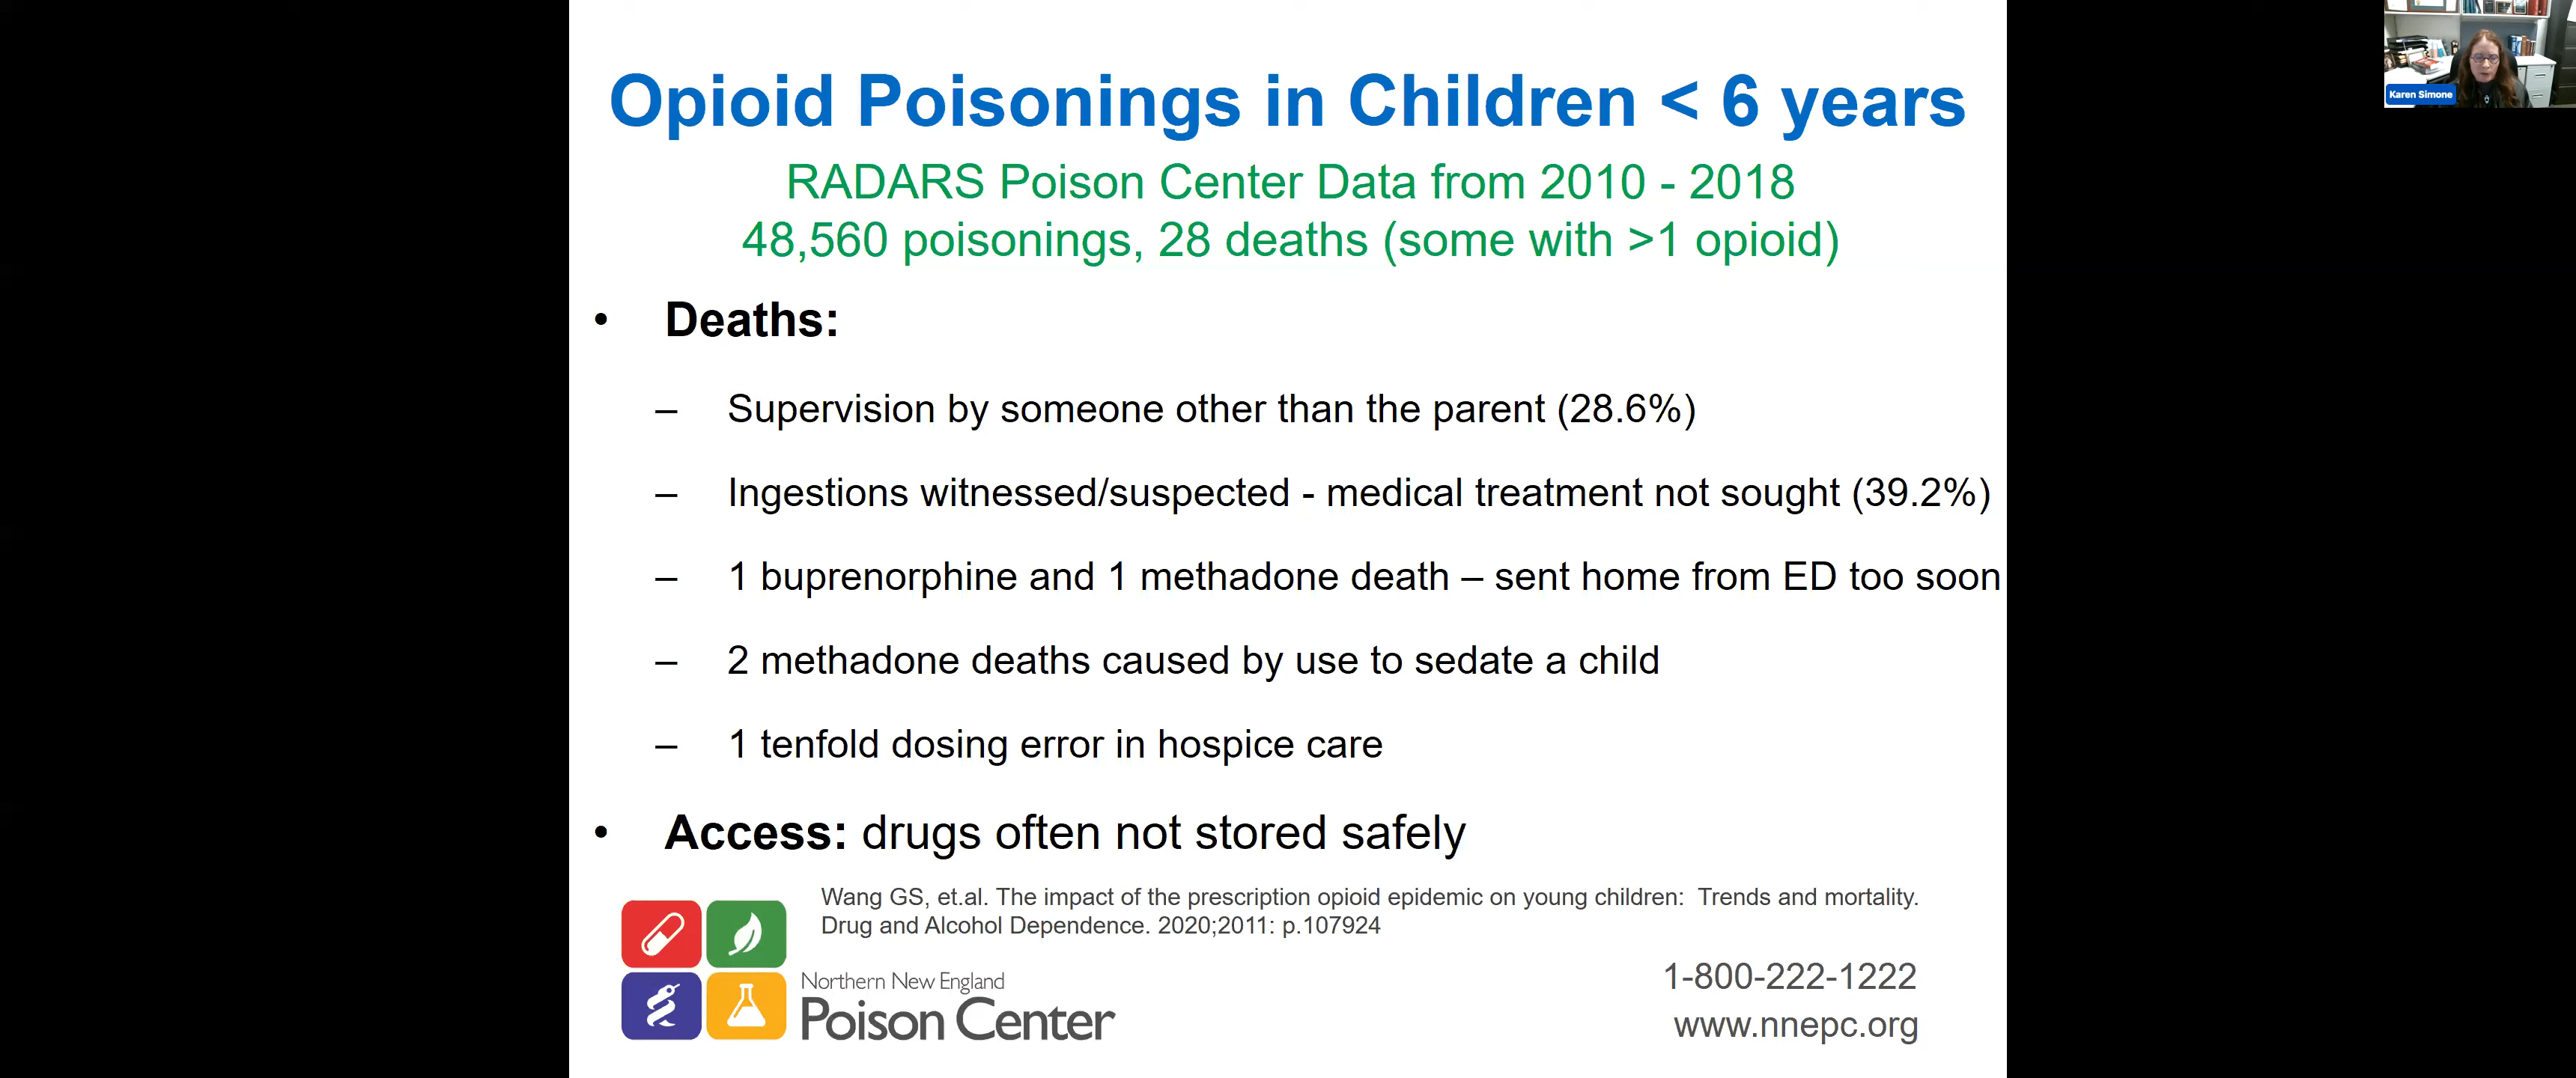 Opioid Poisonings in Children < 6 years
RADARS Poison Center Data from 2010 - 2018
48,560 poisonings, 28 deaths (some with >1 opioid)
• Deaths:
– Supervision by someone other than the parent (28.6%)
– Ingestions witnessed/suspected - medical treatment not sought (39.2%)
– 1 buprenorphine and 1 methadone death – sent home from ED too soon
– 2 methadone deaths caused by use to sedate a child
– 1 tenfold dosing error in hospice care
• Access: drugs often not stored safely
Wang GS, et.al. The impact of the prescription opioid epidemic on young children: Trends and mortality.
Drug and Alcohol Dependence. 2020;2011: p.107924
Northern New England
Poison Center
1-800-222-1222
www.nnepc.org
Karen Simone